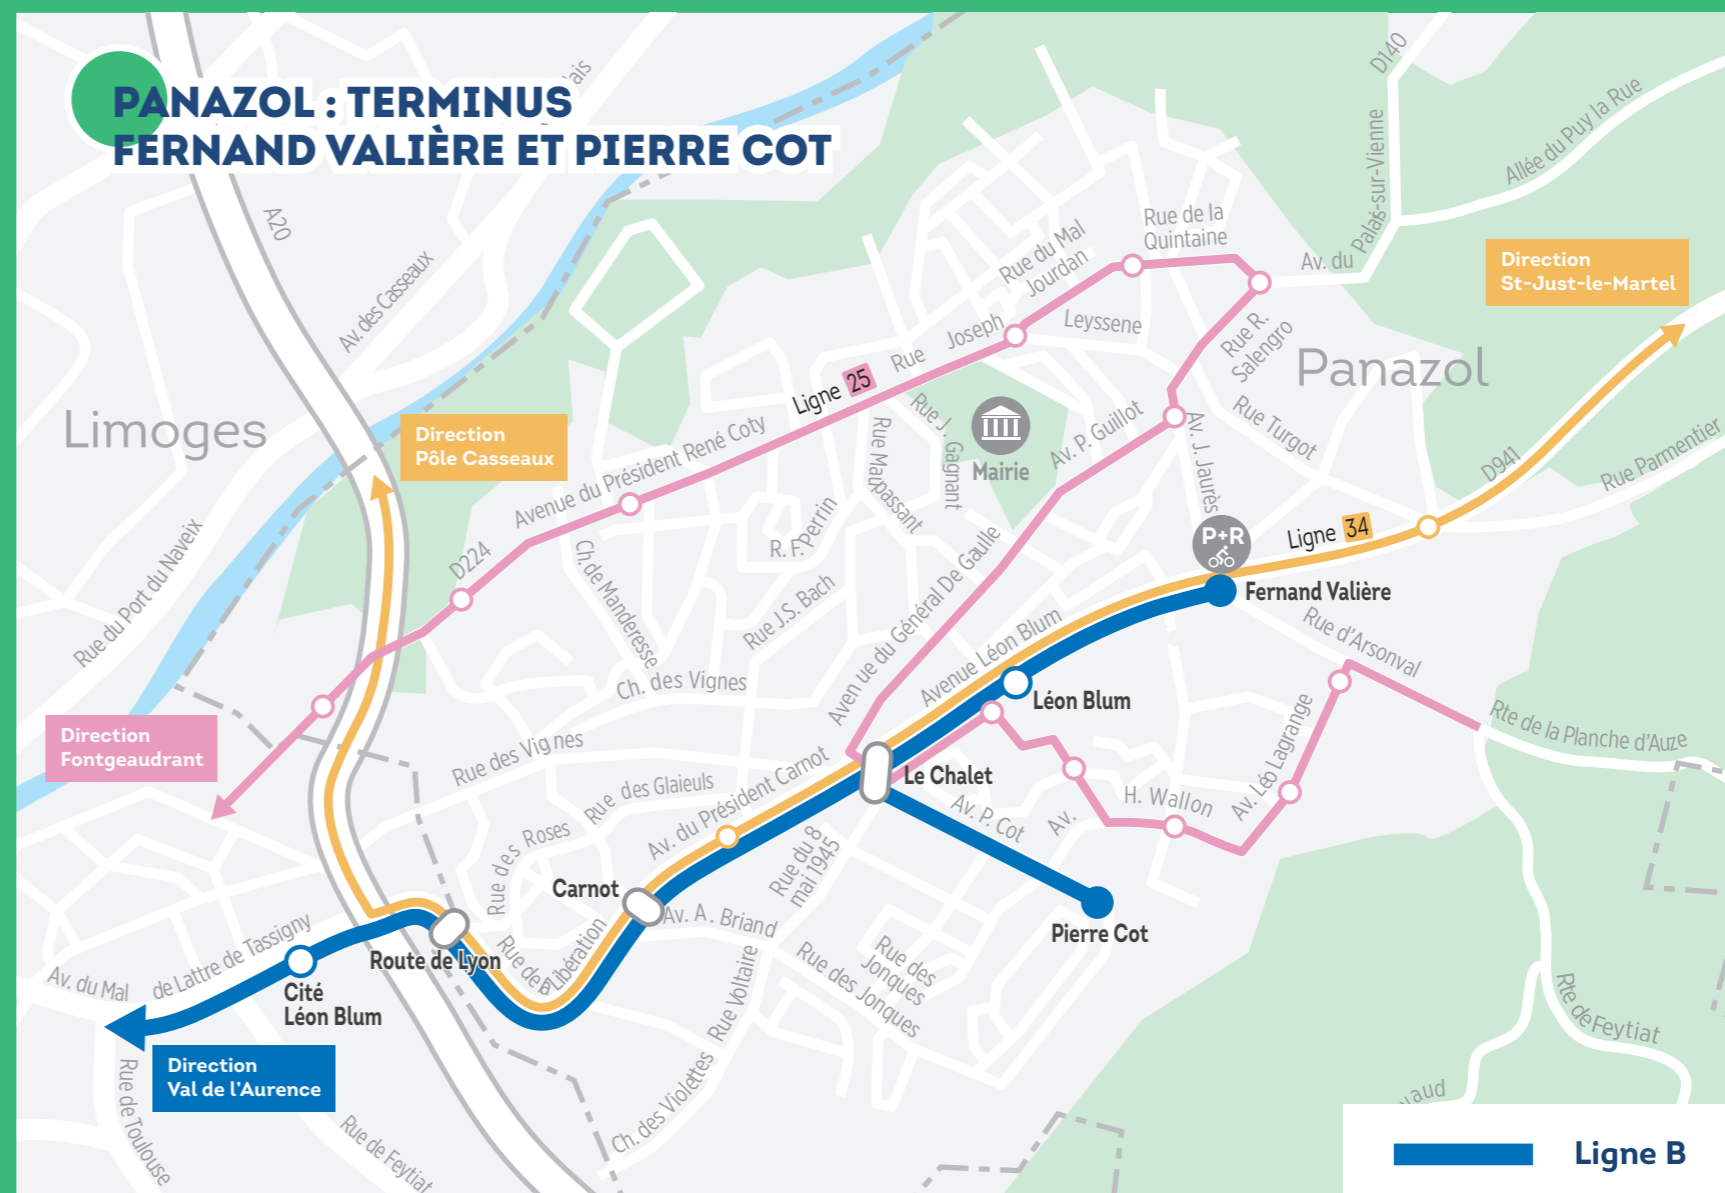 PANAZOL : TERMINUS
FERNAND VALIÈRE ET PIERRE COT
A20
Av. des Casseaux
Limoges
Rue du Port du Naveix
Direction
Pôle Casseaux
Direction
Fontgeaudrant
Direction
St-Just-le-Martel
Direction
Val de l'Aurence
D140
Palais-sur-Vienne
Av. du
Allée du Puy la Rue
Rue de la
Quintaine
Rue du Mal
Jourdan
Rue Joseph Leyssene
Ligne 25
Avenue du Président René Coty
D224
Rue R.
Salengro
Panazol
Rue Turgot
Av. J. Jaurès
Av. P. Guillot
Mairie
Rue J. Gagnant
Rue Maupassant
R. F. Perrin
Rue J.S. Bach
Ch. de Manderesse
Ch. des Vignes
Rue des Vignes
Aven ue du Général De Gaulle
Avenue Léon Blum
P+R
Ligne 34
D941
Rue Parmentier
Fernand Valière
Rue d'Arsonval
Rte de la Planche d'Auze
Léon Blum
Av. Léo Lagrange
Av. H. Wallon
Le Chalet
Av. P. Cot
Pierre Cot
Av. du Président Carnot
Rue des Glaieuls
Rue des Roses
Rue du 8
mai 1945
Carnot
Av. A. Briand
Rue des
Jonques
Rue des Jonques
Rue Voltaire
Ch. des Violettes
Route de Lyon
Cité
Léon Blum
Av. du Mal de Lattre de Tassigny
Rue de Toulouse
Rue de Feytiat
Rte de Feytiat
Ligne B